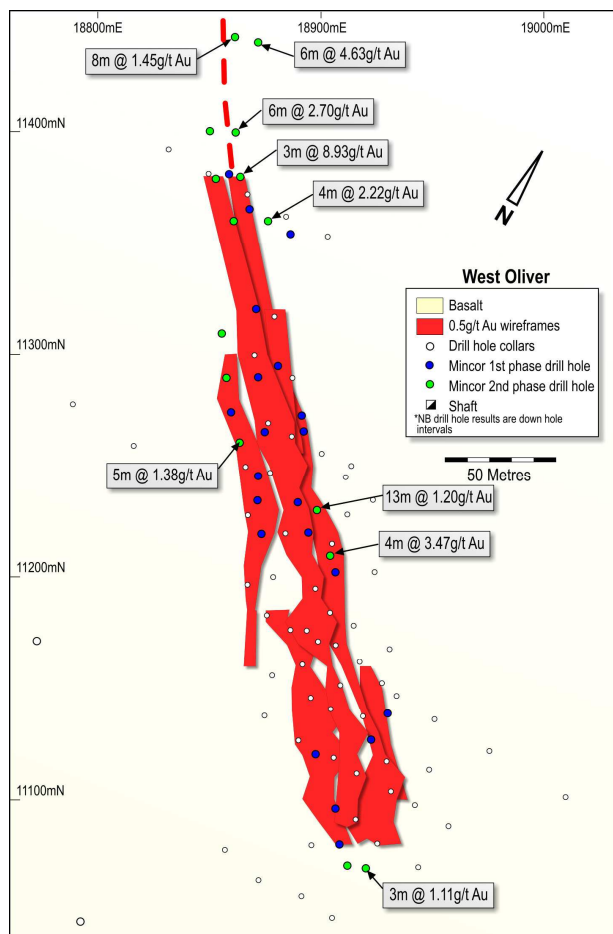 18800mE
18900mE
19000mE
8m @ 1.45g/t Au
6m @ 4.63g/t Au
11400mN
6m @ 2.70g/t Au
3m @ 8.93g/t Au
4m @ 2.22g/t Au
N
West Oliver
Basalt
0.5g/t Au wireframes
Drill hole collars
Mincor 1st phase drill hole
Mincor 2nd phase drill hole
Shaft
*NB drill hole results are down hole
intervals
11300mN
50 Metres
5m @ 1.38g/t Au
13m @ 1.20g/t Au
4m @ 3.47g/t Au
11200mN
11100mN
3m @ 1.11g/t Au